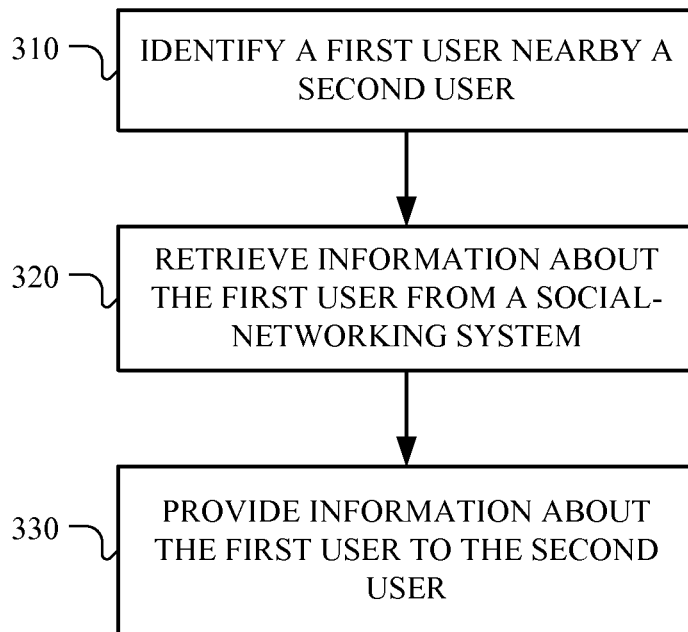 310
IDENTIFY A FIRST USER NEARBY A
SECOND USER
320
RETRIEVE INFORMATION ABOUT
THE FIRST USER FROM A SOCIAL-
NETWORKING SYSTEM
330
PROVIDE INFORMATION ABOUT
THE FIRST USER TO THE SECOND
USER